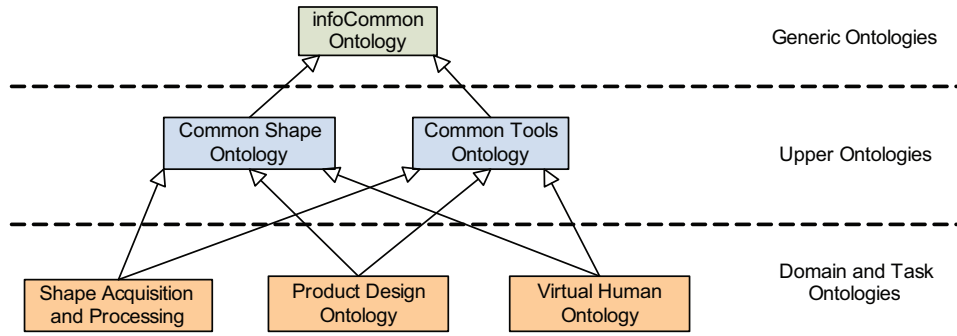 infoCommon
Ontology
Generic Ontologies
Common Shape
Ontology
Common Tools
Ontology
Upper Ontologies
Shape Acquisition
and Processing
Product Design
Ontology
Virtual Human
Ontology
Domain and Task
Ontologies